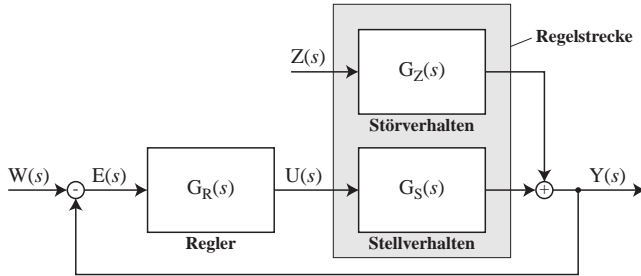 Regelstrecke
Z(s)
G_Z(s)
Störverhalten
W(s)
-
E(s)
G_R(s)
Regler
U(s)
G_S(s)
Stellverhalten
+
Y(s)